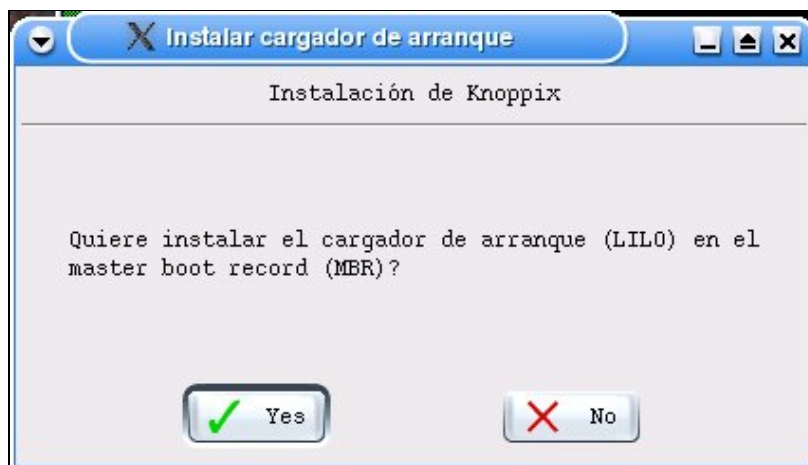 Instalar cargador de arranque
Instalación de Knoppix
Quiere instalar el cargador de arranque (LILO) en el
master boot record (MBR)?
Yes
No